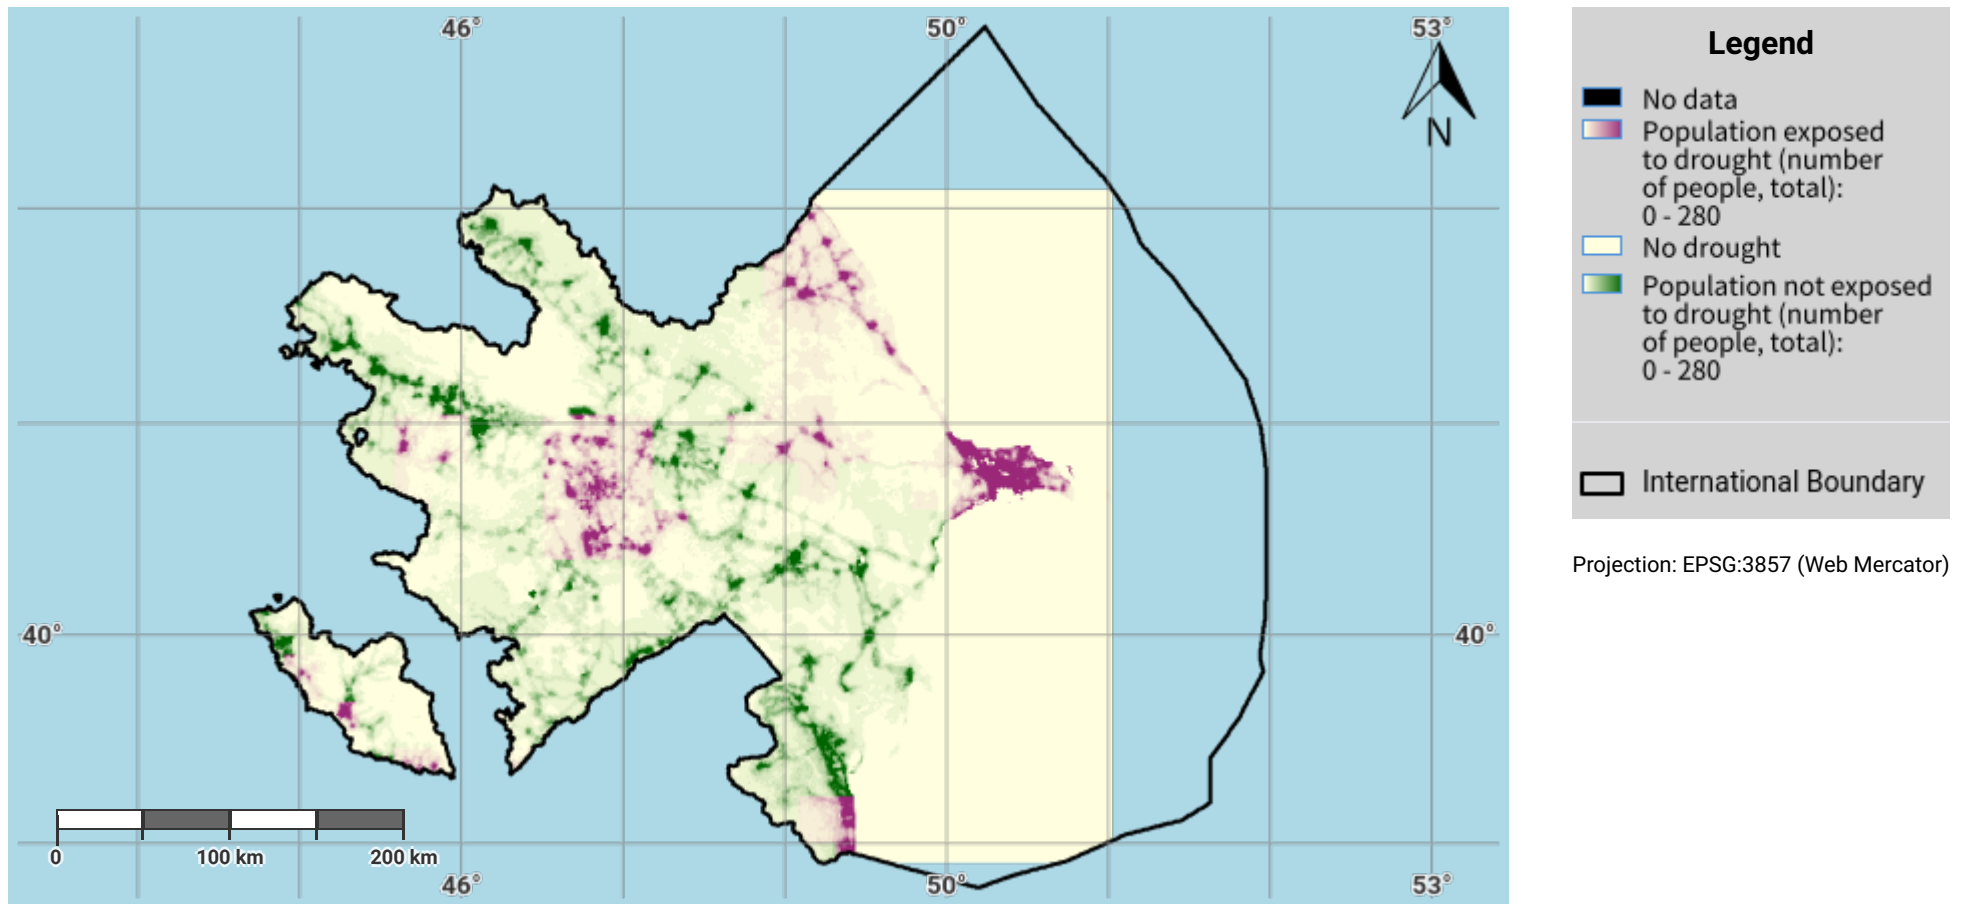 46° 50° 53°
N
40° 40°
0 100 km 200 km
46° 50° 53°
Legend
No data
Population exposed
to drought (number
of people, total):
0 - 280
No drought
Population not exposed
to drought (number
of people, total):
0 - 280
International Boundary
Projection: EPSG:3857 (Web Mercator)